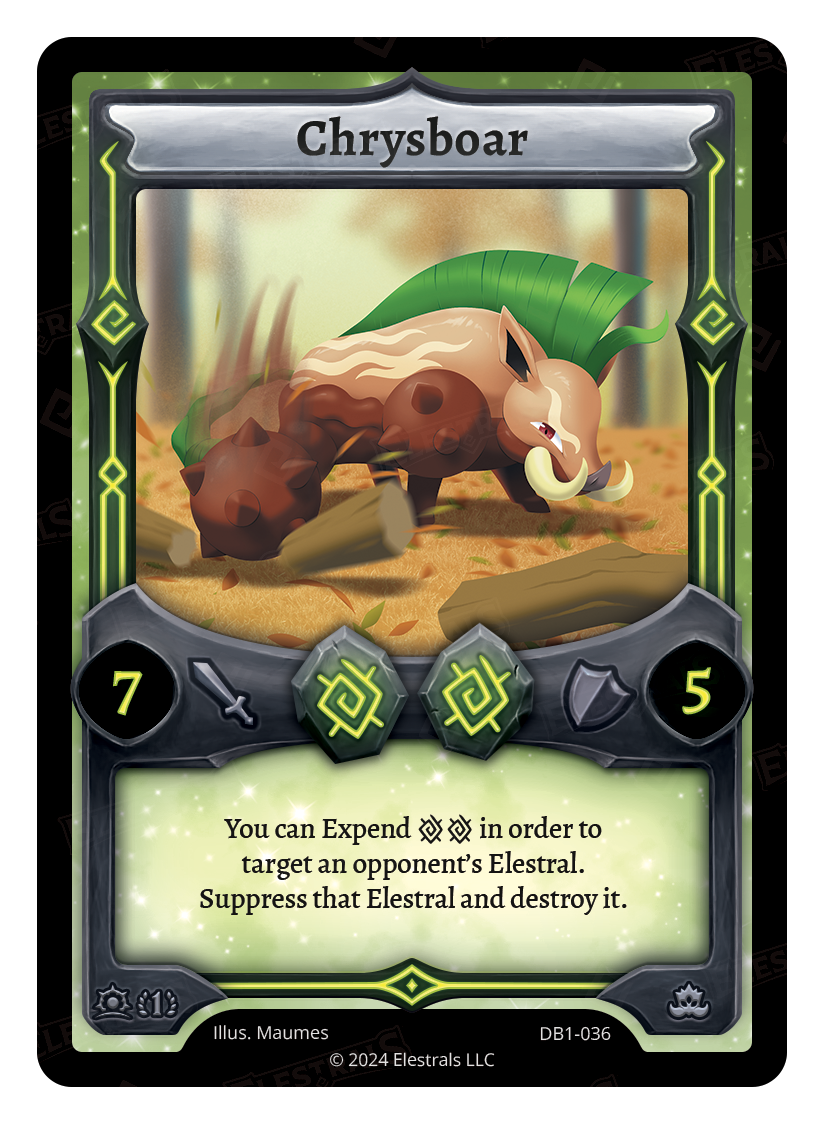 Chrysboar
7
5
You can Expend in order to
target an opponent's Elestral.
Suppress that Elestral and destroy it.
1
Illus. Maumes
DB1-036
© 2024 Elestrals LLC